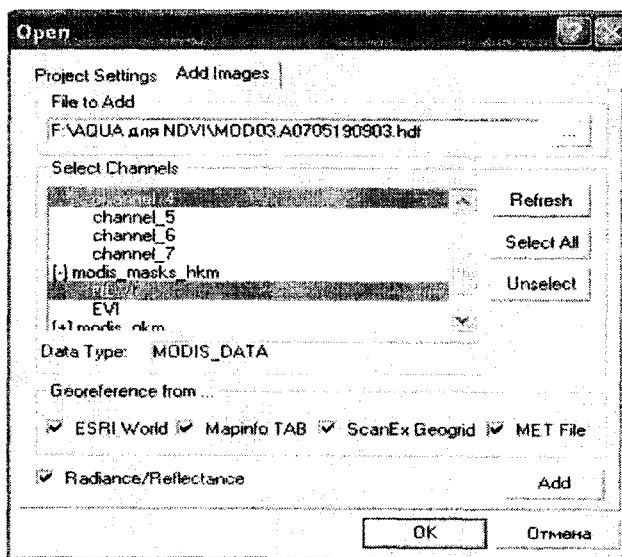 Open
Project Settings Add Images
File to Add
F:\AQUA для NDVI\MOD03.A0705190903.hdf ...
Select Channels
Refresh
channel_5
channel_6
Select All
channel_7
[-] modis_masks_hkm
Unselect
EVI
[+] modis_qkm
Data Type: MODIS_DATA
Georeference from ...
ESRI World Mapinfo TAB ScanEx Geogrid MET File
Radiance/Reflectance
Add
OK Отмена